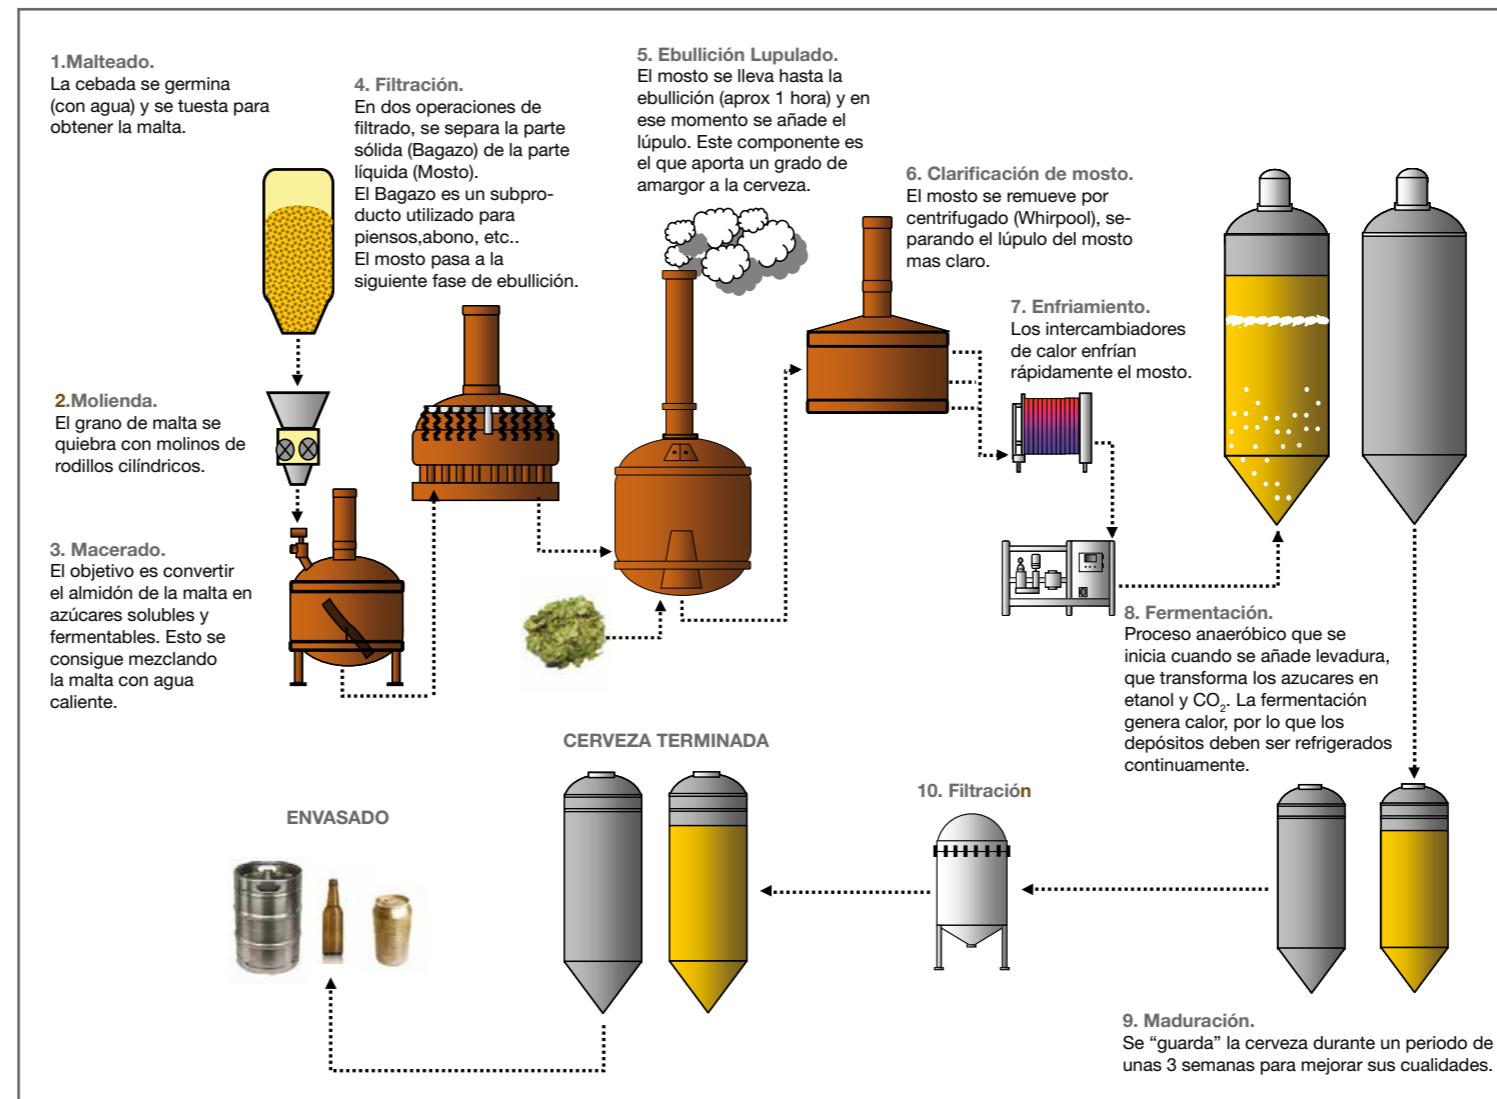 1.Malteado.
La cebada se germina
(con agua) y se tuesta para
obtener la malta.
2.Molienda.
El grano de malta se
quiebra con molinos de
rodillos cilíndricos.
3. Macerado.
El objetivo es convertir
el almidón de la malta en
azúcares solubles y
fermentables. Esto se
consigue mezclando
la malta con agua
caliente.
4. Filtración.
En dos operaciones de
filtrado, se separa la parte
sólida (Bagazo) de la parte
líquida (Mosto).
El Bagazo es un subpro-
ducto utilizado para
piensos,abono, etc..
El mosto pasa a la
siguiente fase de ebullición.
5. Ebullición Lupulado.
El mosto se lleva hasta la
ebullición (aprox 1 hora) y en
ese momento se añade el
lúpulo. Este componente es
el que aporta un grado de
amargor a la cerveza.
6. Clarificación de mosto.
El mosto se remueve por
centrifugado (Whirpool), se-
parando el lúpulo del mosto
mas claro.
7. Enfriamiento.
Los intercambiadores
de calor enfrían
rápidamente el mosto.
8. Fermentación.
Proceso anaeróbico que se
inicia cuando se añade levadura,
que transforma los azucares en
etanol y CO₂. La fermentación
genera calor, por lo que los
depósitos deben ser refrigerados
continuamente.
9. Maduración.
Se “guarda” la cerveza durante un periodo de
unas 3 semanas para mejorar sus cualidades.
10. Filtración
CERVEZA TERMINADA
ENVASADO